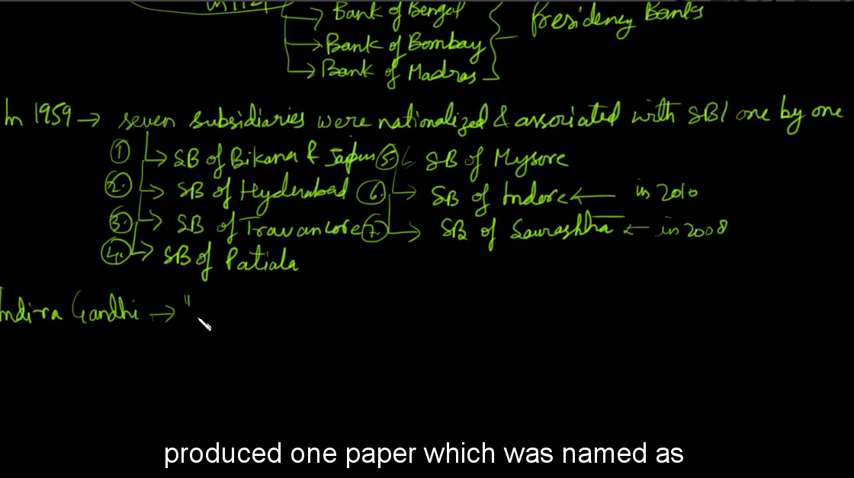 Bank of Bengal
Bank of Bombay Presidency Banks
Bank of Madras
In 1959 → seven subsidiaries were nationalized & associated with SBI one by one
1 SB of Bikaner & Jaipur 5 SB of Mysore
2. SB of Hyderabad 6 SB of Indore ← in 2010
3. SB of Travancore 7. SB of Saurashtra ← in 2008
4. SB of Patiala
Indira Gandhi → "
produced one paper which was named as